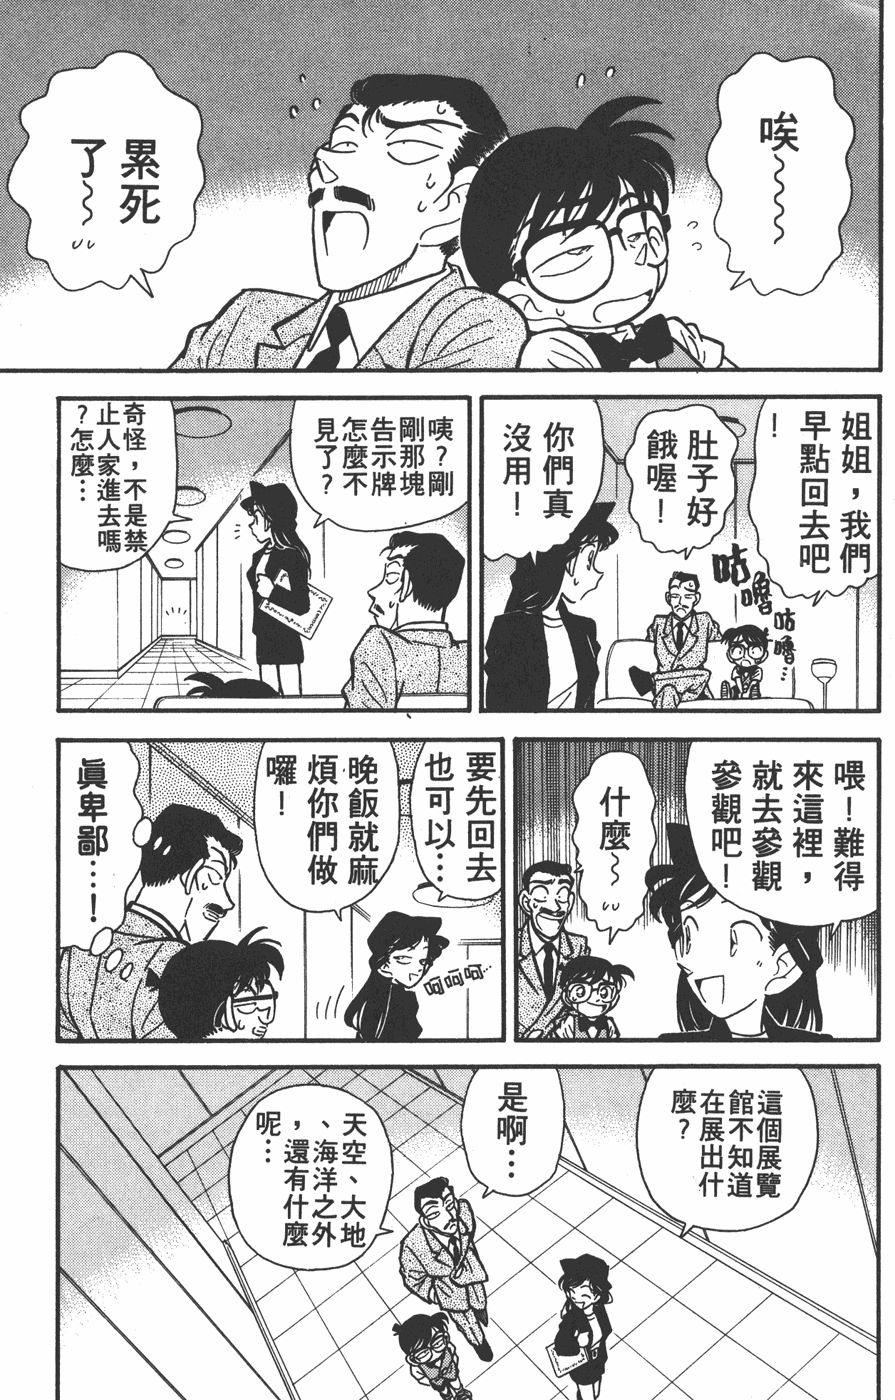 唉～
累死
了～
姐姐，我們
早點回去吧
！
肚子好
餓喔！
咕嚕
咕嚕…
你們真
沒用！
咦？剛
剛那塊
告示牌
怎麼不
見了？
奇怪，不是禁
止人家進去嗎
？怎麼…
喂！難得
來這裡，
就去參觀
參觀吧！
什麼～
要先回去
也可以…
晚飯就麻
煩你們做
囉！
呵呵呵…
眞卑鄙…！
這個展覽
館不知道
在展出什
麼？
是啊…
天空、大地
、海洋之外
，還有什麼
呢…